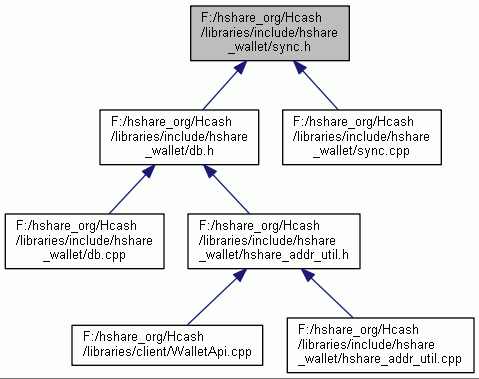 F:/hshare_org/Hcash
/libraries/include/hshare
_wallet/sync.h
F:/hshare_org/Hcash
/libraries/include/hshare
_wallet/db.h
F:/hshare_org/Hcash
/libraries/include/hshare
_wallet/sync.cpp
F:/hshare_org/Hcash
/libraries/include/hshare
_wallet/db.cpp
F:/hshare_org/Hcash
/libraries/include/hshare
_wallet/hshare_addr_util.h
F:/hshare_org/Hcash
/libraries/client/WalletApi.cpp
F:/hshare_org/Hcash
/libraries/include/hshare
_wallet/hshare_addr_util.cpp